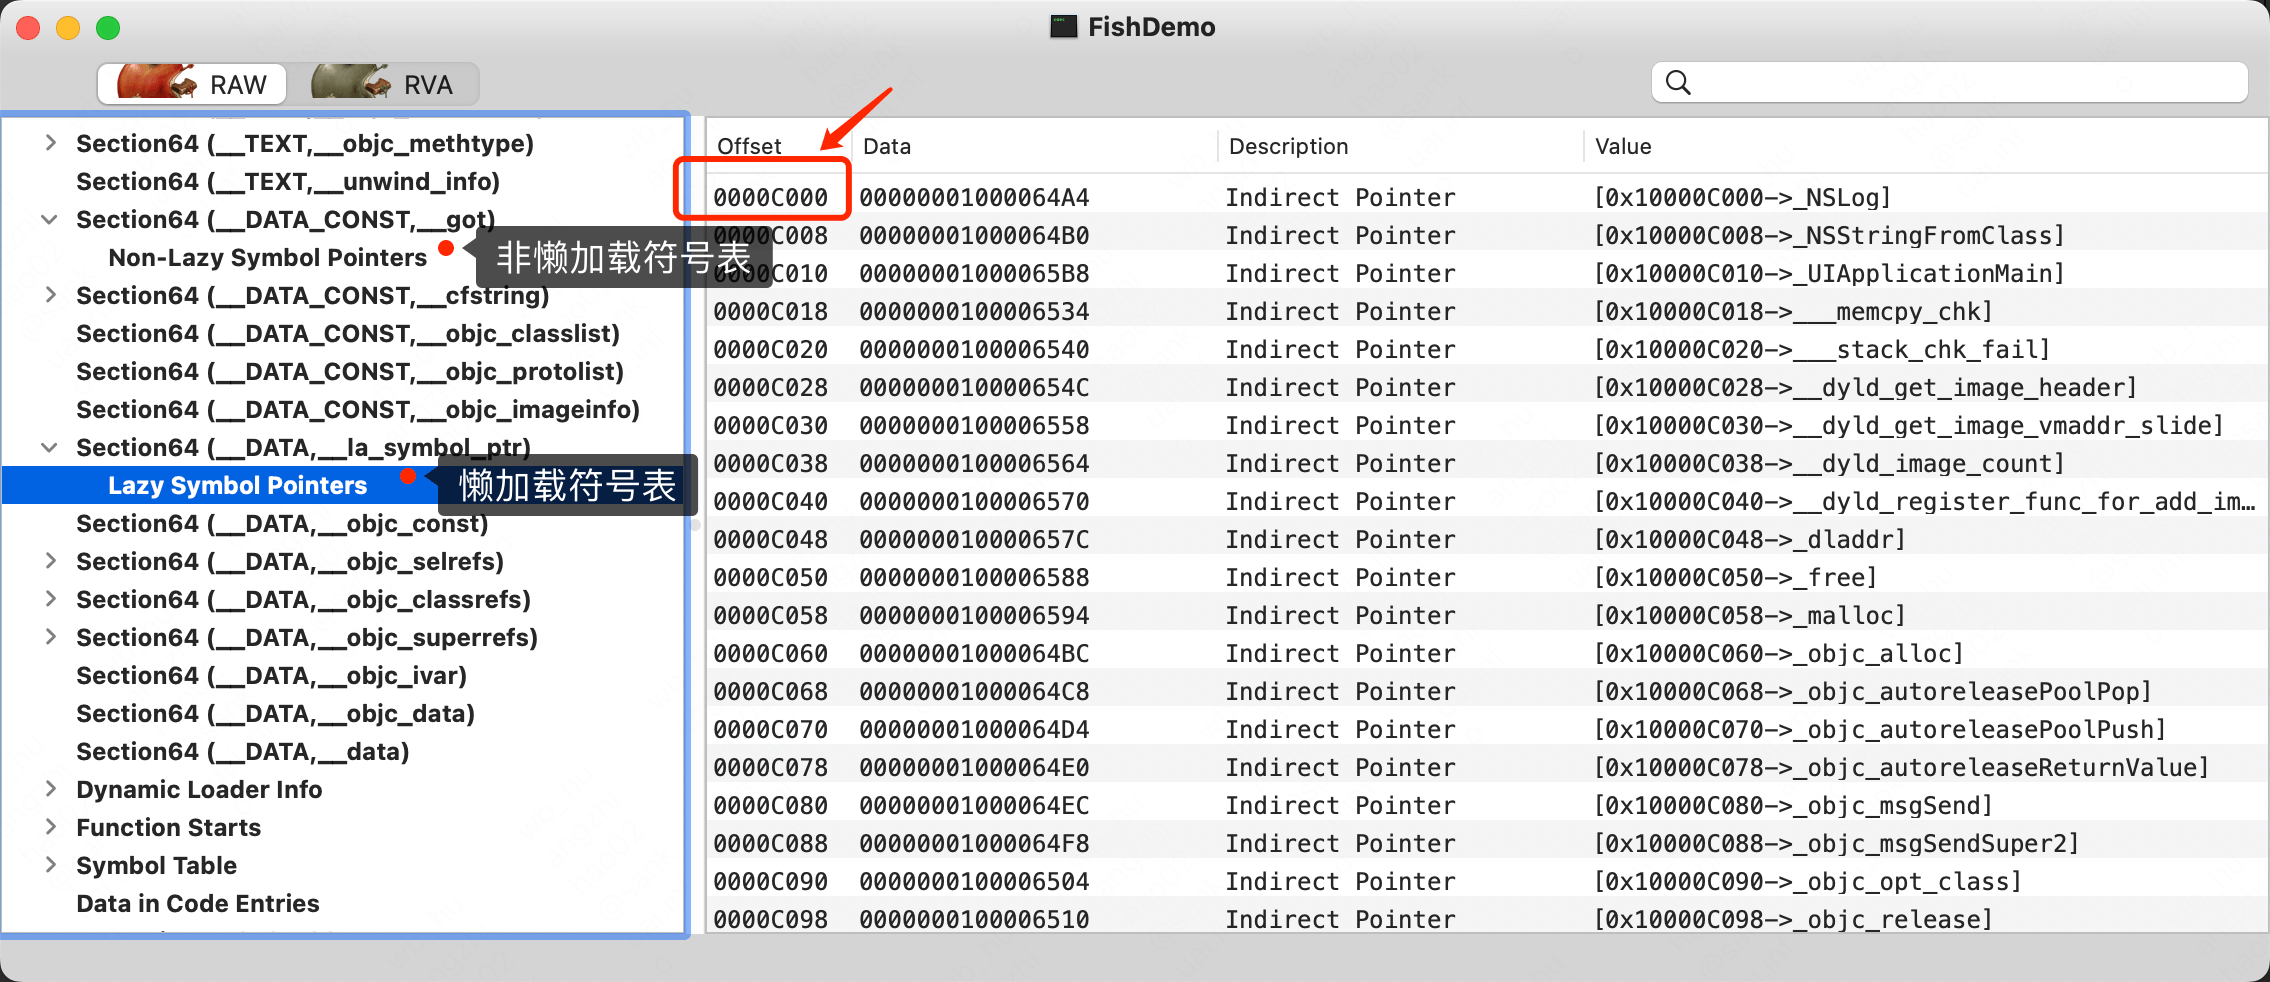 FishDemo
RAW
RVA
Section64 (__TEXT,__objc_methtype)
Section64 (__TEXT,__unwind_info)
Section64 (__DATA_CONST,__got)
Non-Lazy Symbol Pointers
非懒加载符号表
Section64 (__DATA_CONST,__cfstring)
Section64 (__DATA_CONST,__objc_classlist)
Section64 (__DATA_CONST,__objc_protolist)
Section64 (__DATA_CONST,__objc_imageinfo)
Section64 (__DATA,__la_symbol_ptr)
Lazy Symbol Pointers
懒加载符号表
Section64 (__DATA,__objc_const)
Section64 (__DATA,__objc_selrefs)
Section64 (__DATA,__objc_classrefs)
Section64 (__DATA,__objc_superrefs)
Section64 (__DATA,__objc_ivar)
Section64 (__DATA,__objc_data)
Section64 (__DATA,__data)
Dynamic Loader Info
Function Starts
Symbol Table
Data in Code Entries
Offset Data Description Value
0000C000 00000001000064A4 Indirect Pointer [0x10000C000->_NSLog]
0000C008 00000001000064B0 Indirect Pointer [0x10000C008->_NSStringFromClass]
0000C010 00000001000065B8 Indirect Pointer [0x10000C010->_UIApplicationMain]
0000C018 0000000100006534 Indirect Pointer [0x10000C018->___memcpy_chk]
0000C020 0000000100006540 Indirect Pointer [0x10000C020->___stack_chk_fail]
0000C028 000000010000654C Indirect Pointer [0x10000C028->__dyld_get_image_header]
0000C030 0000000100006558 Indirect Pointer [0x10000C030->__dyld_get_image_vmaddr_slide]
0000C038 0000000100006564 Indirect Pointer [0x10000C038->__dyld_image_count]
0000C040 0000000100006570 Indirect Pointer [0x10000C040->__dyld_register_func_for_add_im…
0000C048 000000010000657C Indirect Pointer [0x10000C048->_dladdr]
0000C050 0000000100006588 Indirect Pointer [0x10000C050->_free]
0000C058 0000000100006594 Indirect Pointer [0x10000C058->_malloc]
0000C060 00000001000064BC Indirect Pointer [0x10000C060->_objc_alloc]
0000C068 00000001000064C8 Indirect Pointer [0x10000C068->_objc_autoreleasePoolPop]
0000C070 00000001000064D4 Indirect Pointer [0x10000C070->_objc_autoreleasePoolPush]
0000C078 00000001000064E0 Indirect Pointer [0x10000C078->_objc_autoreleaseReturnValue]
0000C080 00000001000064EC Indirect Pointer [0x10000C080->_objc_msgSend]
0000C088 00000001000064F8 Indirect Pointer [0x10000C088->_objc_msgSendSuper2]
0000C090 0000000100006504 Indirect Pointer [0x10000C090->_objc_opt_class]
0000C098 0000000100006510 Indirect Pointer [0x10000C098->_objc_release]